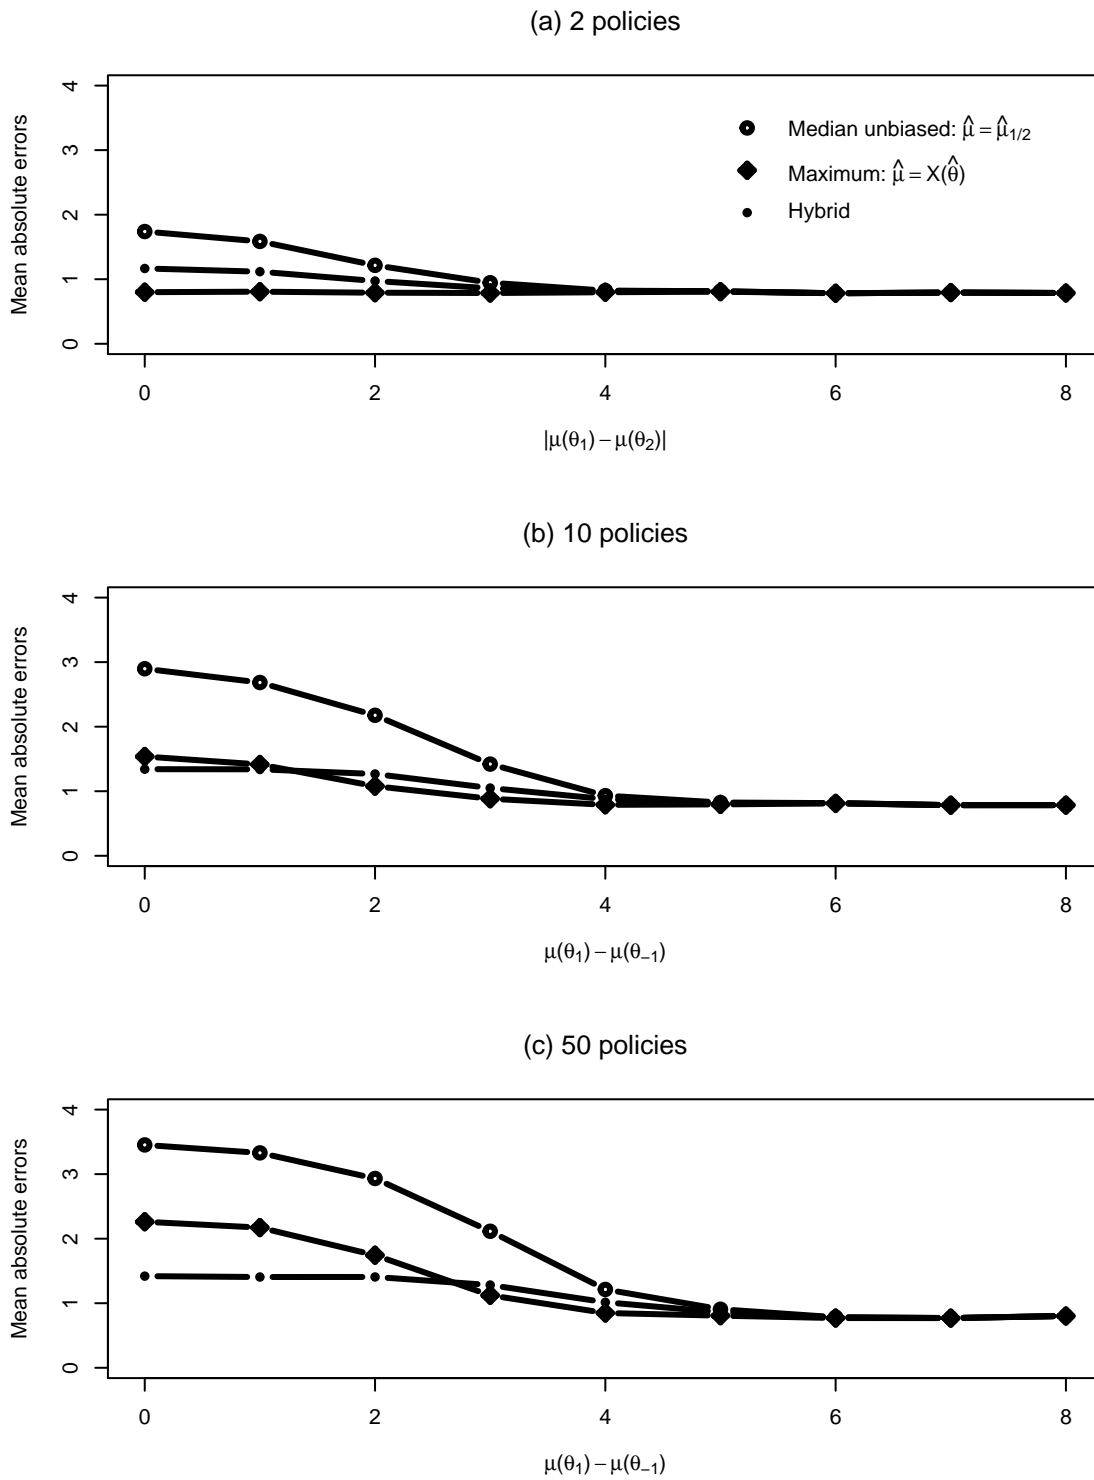 (a) 2 policies
Mean absolute errors
4
3
2
1
0
Median unbiased: μ̂ = μ̂1/2
Maximum: μ̂ = X(θ̂)
Hybrid
0 2 4 6 8
|μ(θ1) − μ(θ2)|
(b) 10 policies
Mean absolute errors
4
3
2
1
0
0 2 4 6 8
μ(θ1) − μ(θ−1)
(c) 50 policies
Mean absolute errors
4
3
2
1
0
0 2 4 6 8
μ(θ1) − μ(θ−1)